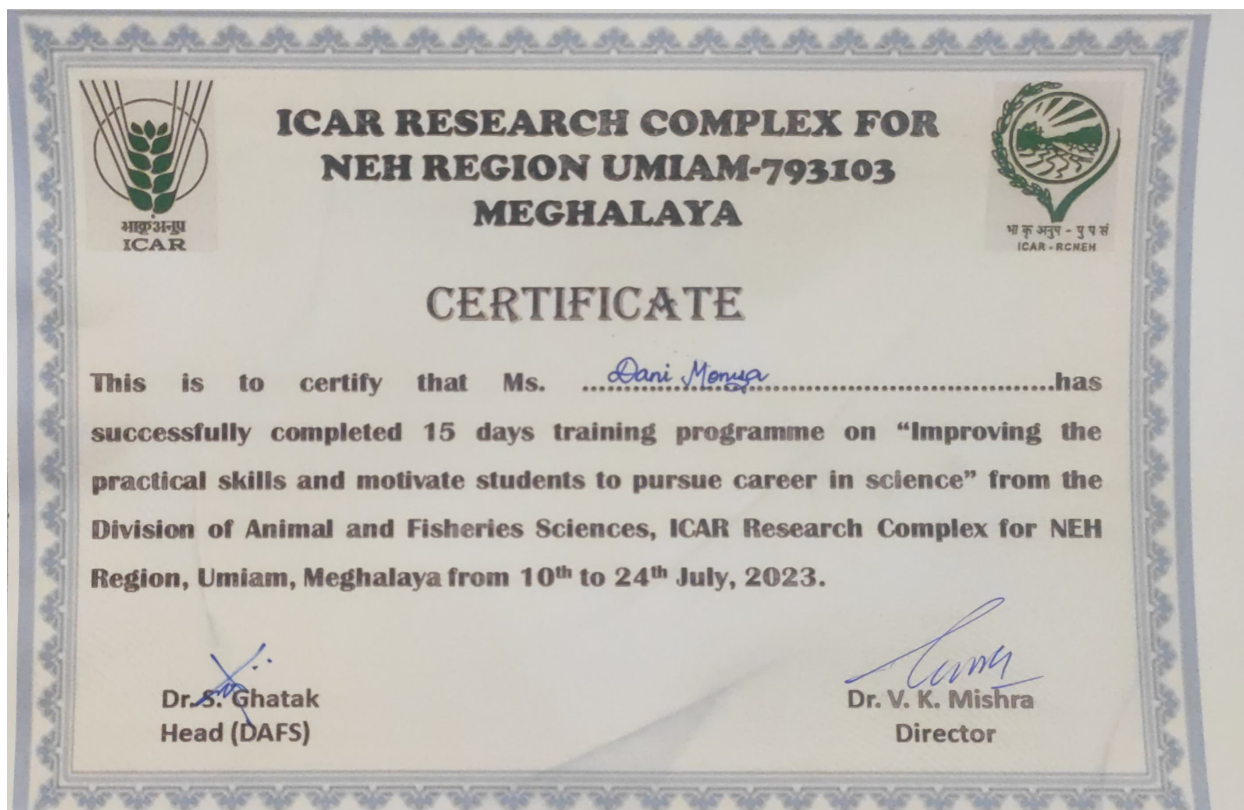 ICAR RESEARCH COMPLEX FOR
NEH REGION UMIAM-793103
MEGHALAYA
भाकृअनुप
ICAR
भा कृ अनुप - पु प सं
ICAR - RCNEH
CERTIFICATE
This is to certify that Ms. ....Dani Monya....has
successfully completed 15 days training programme on “Improving the
practical skills and motivate students to pursue career in science” from the
Division of Animal and Fisheries Sciences, ICAR Research Complex for NEH
Region, Umiam, Meghalaya from 10th to 24th July, 2023.
Dr. S. Ghatak
Head (DAFS)
Dr. V. K. Mishra
Director